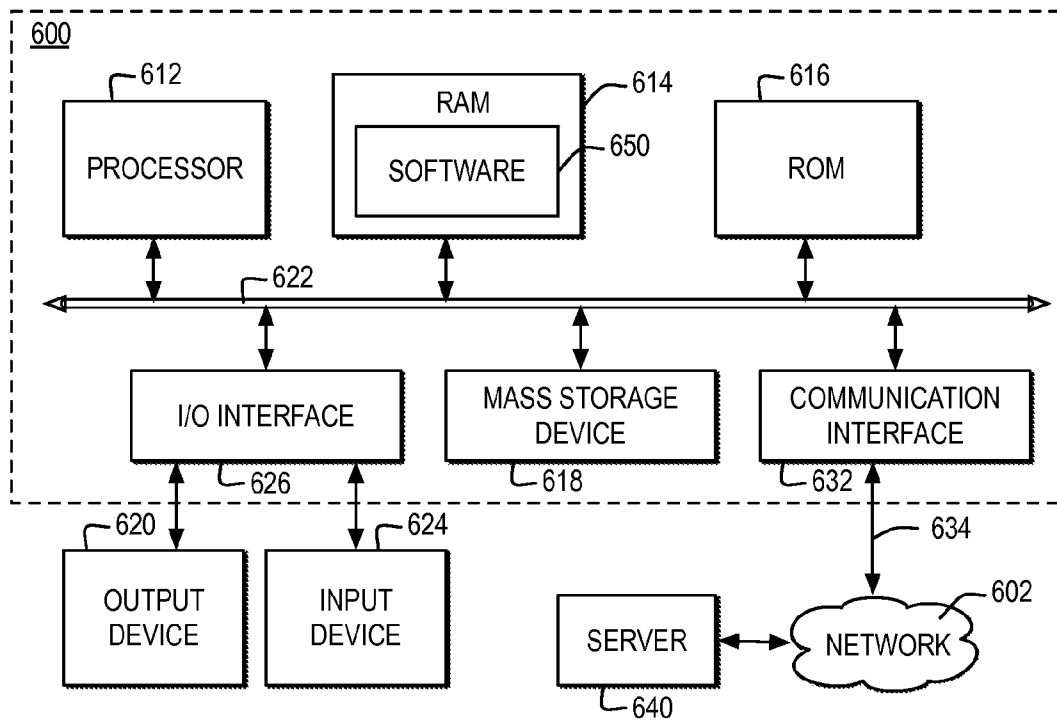 600
612
PROCESSOR
RAM
614
SOFTWARE
650
616
ROM
622
I/O INTERFACE
626
MASS STORAGE
DEVICE
618
COMMUNICATION
INTERFACE
632
620
OUTPUT
DEVICE
624
INPUT
DEVICE
634
SERVER
640
602
NETWORK